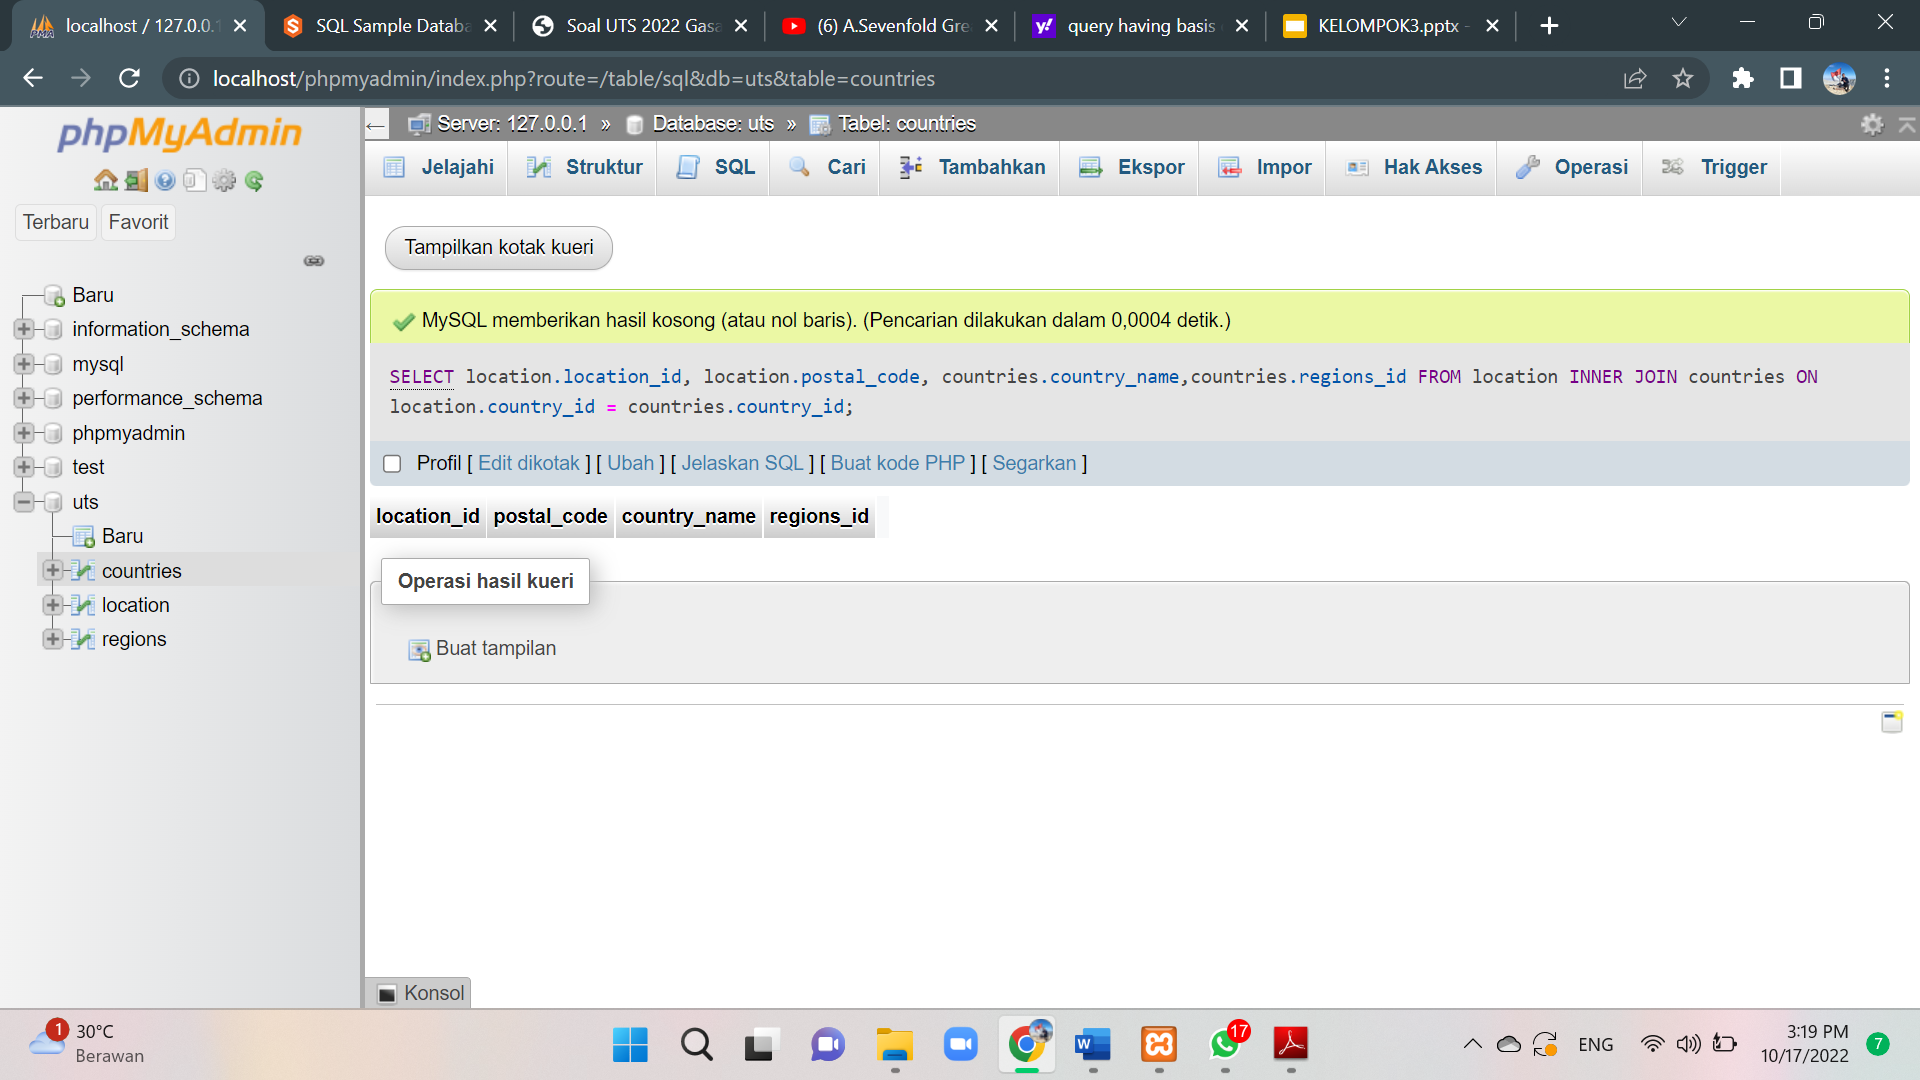 localhost / 127.0.0.1
SQL Sample Databa
Soal UTS 2022 Gasa
(6) A.Sevenfold Gre
query having basis
KELOMPOK3.pptx -
localhost/phpmyadmin/index.php?route=/table/sql&db=uts&table=countries
phpMyAdmin
Terbaru
Favorit
Baru
information_schema
mysql
performance_schema
phpmyadmin
test
uts
Baru
countries
location
regions
Server: 127.0.0.1 » Database: uts » Tabel: countries
Jelajahi
Struktur
SQL
Cari
Tambahkan
Ekspor
Impor
Hak Akses
Operasi
Trigger
Tampilkan kotak kueri
MySQL memberikan hasil kosong (atau nol baris). (Pencarian dilakukan dalam 0,0004 detik.)
SELECT location.location_id, location.postal_code, countries.country_name,countries.regions_id FROM location INNER JOIN countries ON
location.country_id = countries.country_id;
Profil [ Edit dikotak ] [ Ubah ] [ Jelaskan SQL ] [ Buat kode PHP ] [ Segarkan ]
location_id postal_code country_name regions_id
Operasi hasil kueri
Buat tampilan
Konsol
1
30°C
Berawan
17
ENG
3:19 PM
10/17/2022
7